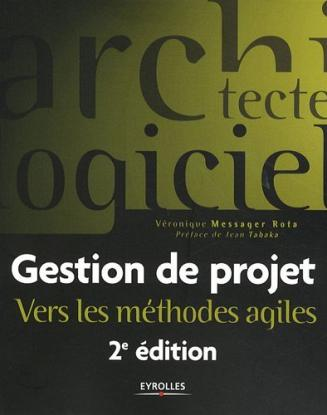 archi
tecte
logiciel
Véronique Messager Rota
Préface de Jean Tabaka
Gestion de projet
Vers les méthodes agiles
2e édition
EYROLLES